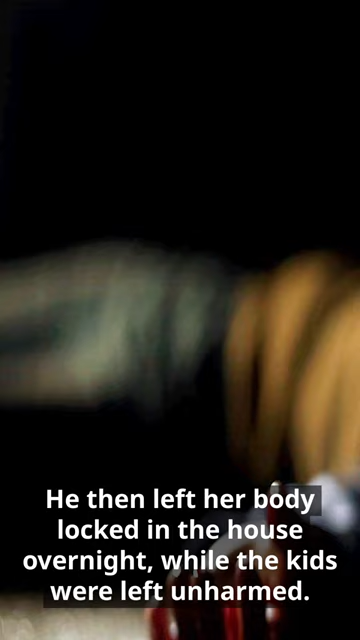 He then left her body
locked in the house
overnight, while the kids
were left unharmed.